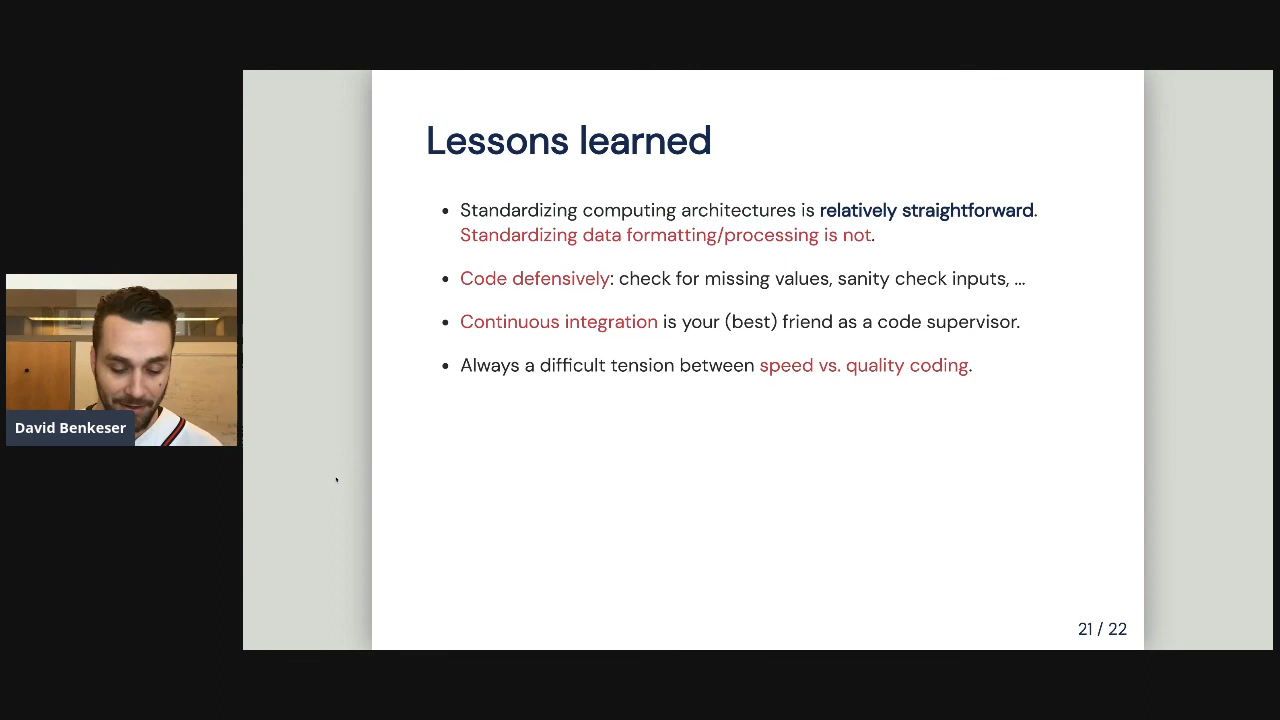 Lessons learned
• Standardizing computing architectures is relatively straightforward.
Standardizing data formatting/processing is not.
• Code defensively: check for missing values, sanity check inputs, ...
• Continuous integration is your (best) friend as a code supervisor.
• Always a difficult tension between speed vs. quality coding.
David Benkeser
21 / 22